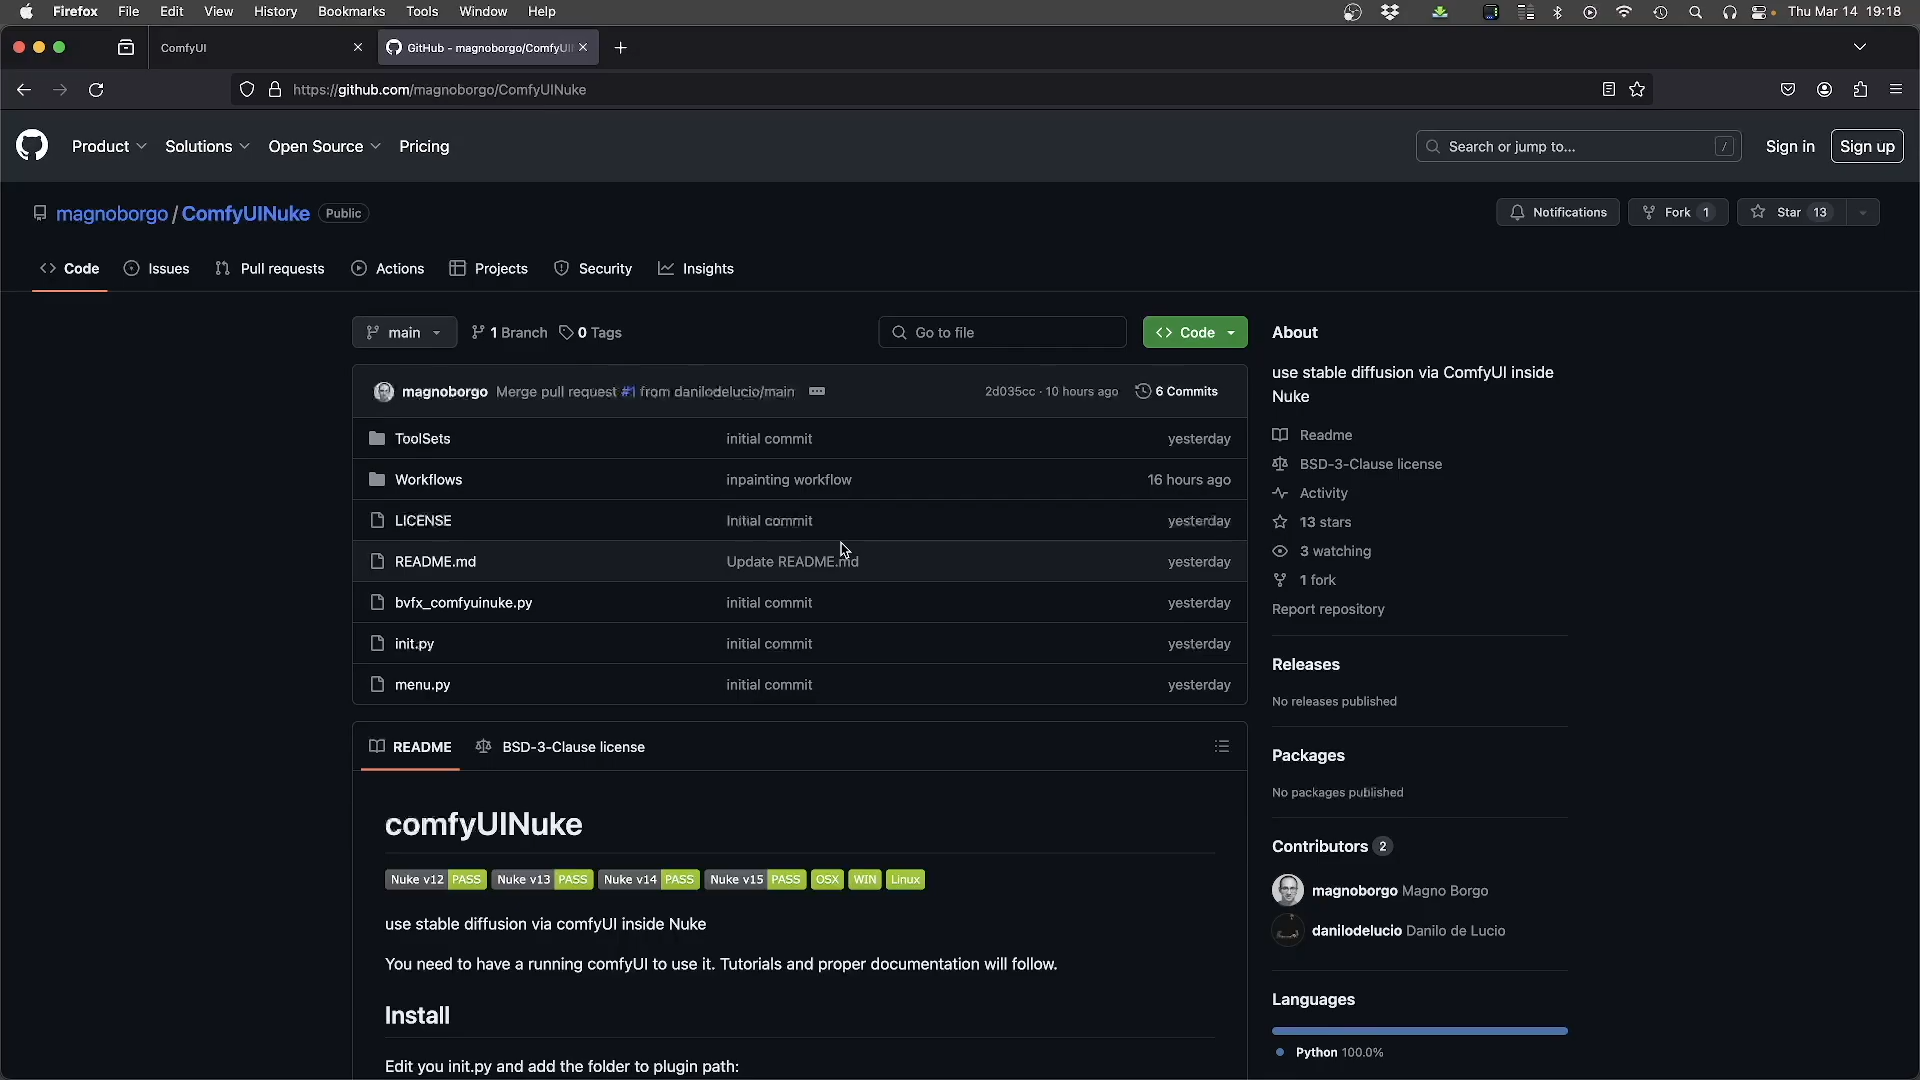 Firefox File Edit View History Bookmarks Tools Window Help Thu Mar 14 19:18
ComfyUI GitHub - magnoborgo/ComfyUI
https://github.com/magnoborgo/ComfyUINuke
Product Solutions Open Source Pricing Search or jump to... / Sign in Sign up
magnoborgo / ComfyUINuke Public Notifications Fork 1 Star 13
Code Issues Pull requests Actions Projects Security Insights
main 1 Branch 0 Tags Go to file Code
magnoborgo Merge pull request #1 from danilodelucio/main 2d035cc · 10 hours ago 6 Commits
ToolSets initial commit yesterday
Workflows inpainting workflow 16 hours ago
LICENSE Initial commit yesterday
README.md Update README.md yesterday
bvfx_comfyuinuke.py initial commit yesterday
init.py initial commit yesterday
menu.py initial commit yesterday
README BSD-3-Clause license
comfyUINuke
Nuke v12 PASS Nuke v13 PASS Nuke v14 PASS Nuke v15 PASS OSX WIN Linux
use stable diffusion via comfyUI inside Nuke
You need to have a running comfyUI to use it. Tutorials and proper documentation will follow.
Install
Edit you init.py and add the folder to plugin path:
About
use stable diffusion via ComfyUI inside
Nuke
Readme
BSD-3-Clause license
Activity
13 stars
3 watching
1 fork
Report repository
Releases
No releases published
Packages
No packages published
Contributors 2
magnoborgo Magno Borgo
danilodelucio Danilo de Lucio
Languages
Python 100.0%